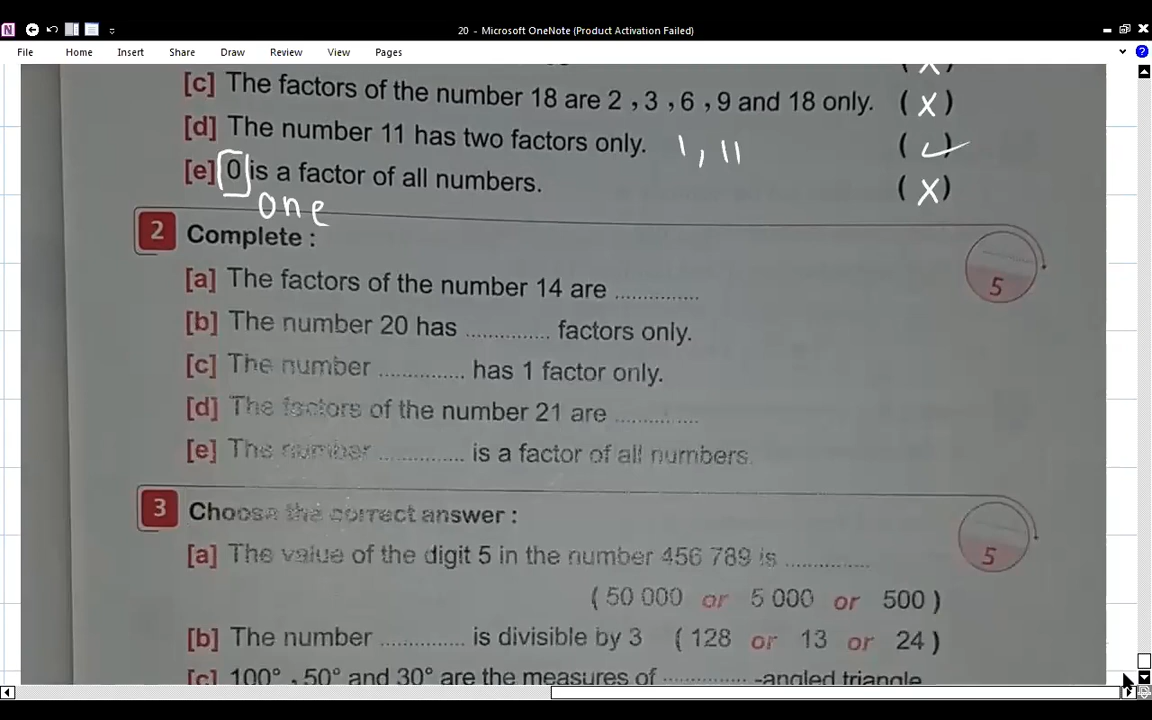 20 - Microsoft OneNote (Product Activation Failed)
File Home Insert Share Draw Review View Pages
( X )
[c] The factors of the number 18 are 2 , 3 , 6 , 9 and 18 only. ( X )
[d] The number 11 has two factors only. 1 , 11 ( ✓ )
[e] 0 is a factor of all numbers. ( X )
one
2 Complete :
5
[a] The factors of the number 14 are ...............
[b] The number 20 has ............... factors only.
[c] The number ............... has 1 factor only.
[d] The factors of the number 21 are ...............
[e] The number ............... is a factor of all numbers.
3 Choose the correct answer :
5
[a] The value of the digit 5 in the number 456 789 is ...............
( 50 000 or 5 000 or 500 )
[b] The number ............... is divisible by 3 ( 128 or 13 or 24 )
[c] 100° , 50° and 30° are the measures of ............... -angled triangle